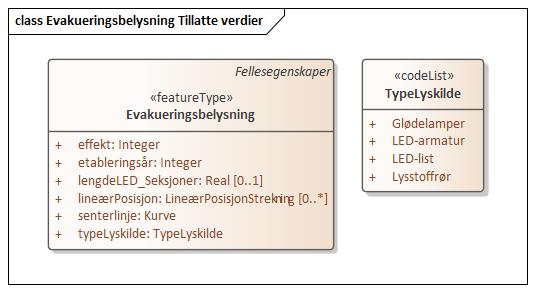 class Evakueringsbelysning Tillatte verdier
Fellesegenskaper
«featureType»
Evakueringsbelysning
+ effekt: Integer
+ etableringsår: Integer
+ lengdeLED_Seksjoner: Real [0..1]
+ lineærPosisjon: LineærPosisjonStrekning [0..*]
+ senterlinje: Kurve
+ typeLyskilde: TypeLyskilde
«codeList»
TypeLyskilde
+ Glødelamper
+ LED-armatur
+ LED-list
+ Lysstoffrør